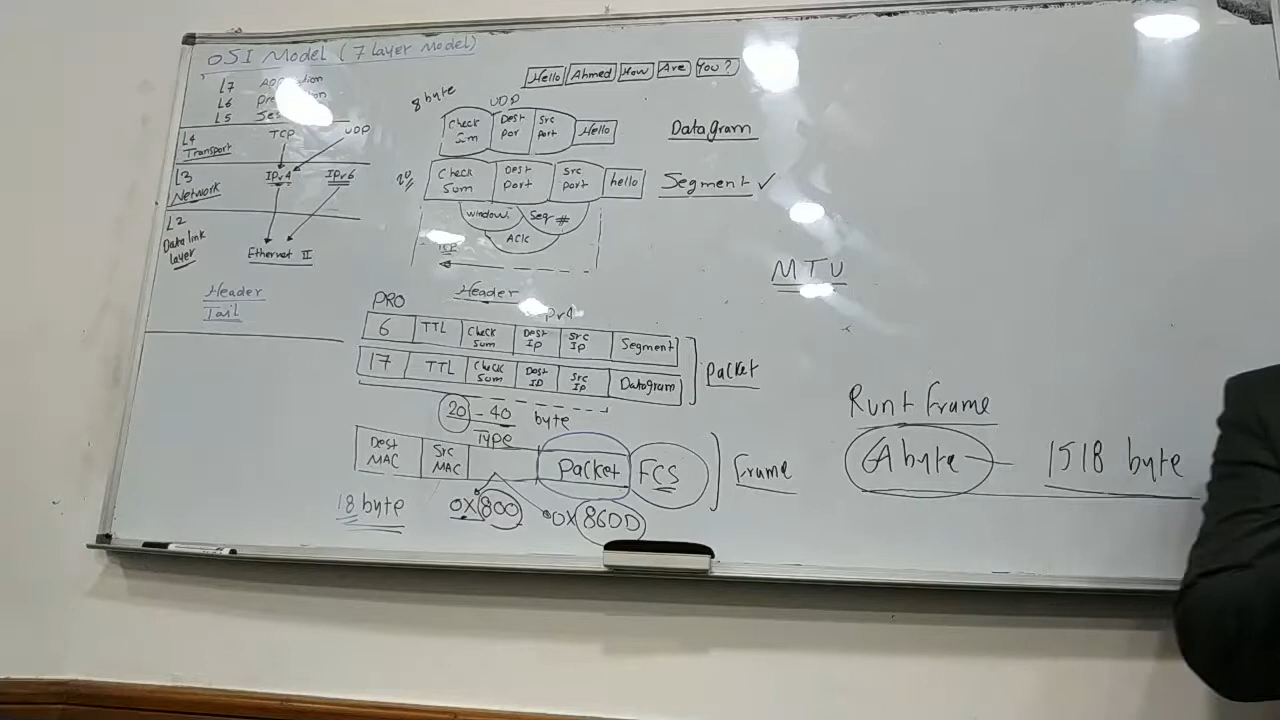 OSI Model (7 Layer Model)
L7
L6
L5
L4 TCP UDP
Transport
L3 IPv4 IPv6
Network
L2
Data link
layer
Ethernet II
Header
Tail
Hello Ahmed How Are You?
8 byte UDP
Check Sum Dest Por Src Port Hello Datagram
20 Check Sum Dest Port Src Port hello Segment ✓
window Seq #
ACK
TCP
Header
PRO
6 TTL Check Sum Dest IP Src IP Segment
17 TTL Check Sum Dest ID Src IP Datagram
Packet
20 - 40 byte
Type
Dest MAC Src MAC Packet FCS Frame
18 byte 0X800 0X860D
MTU
Runt Frame
byte 1518 byte